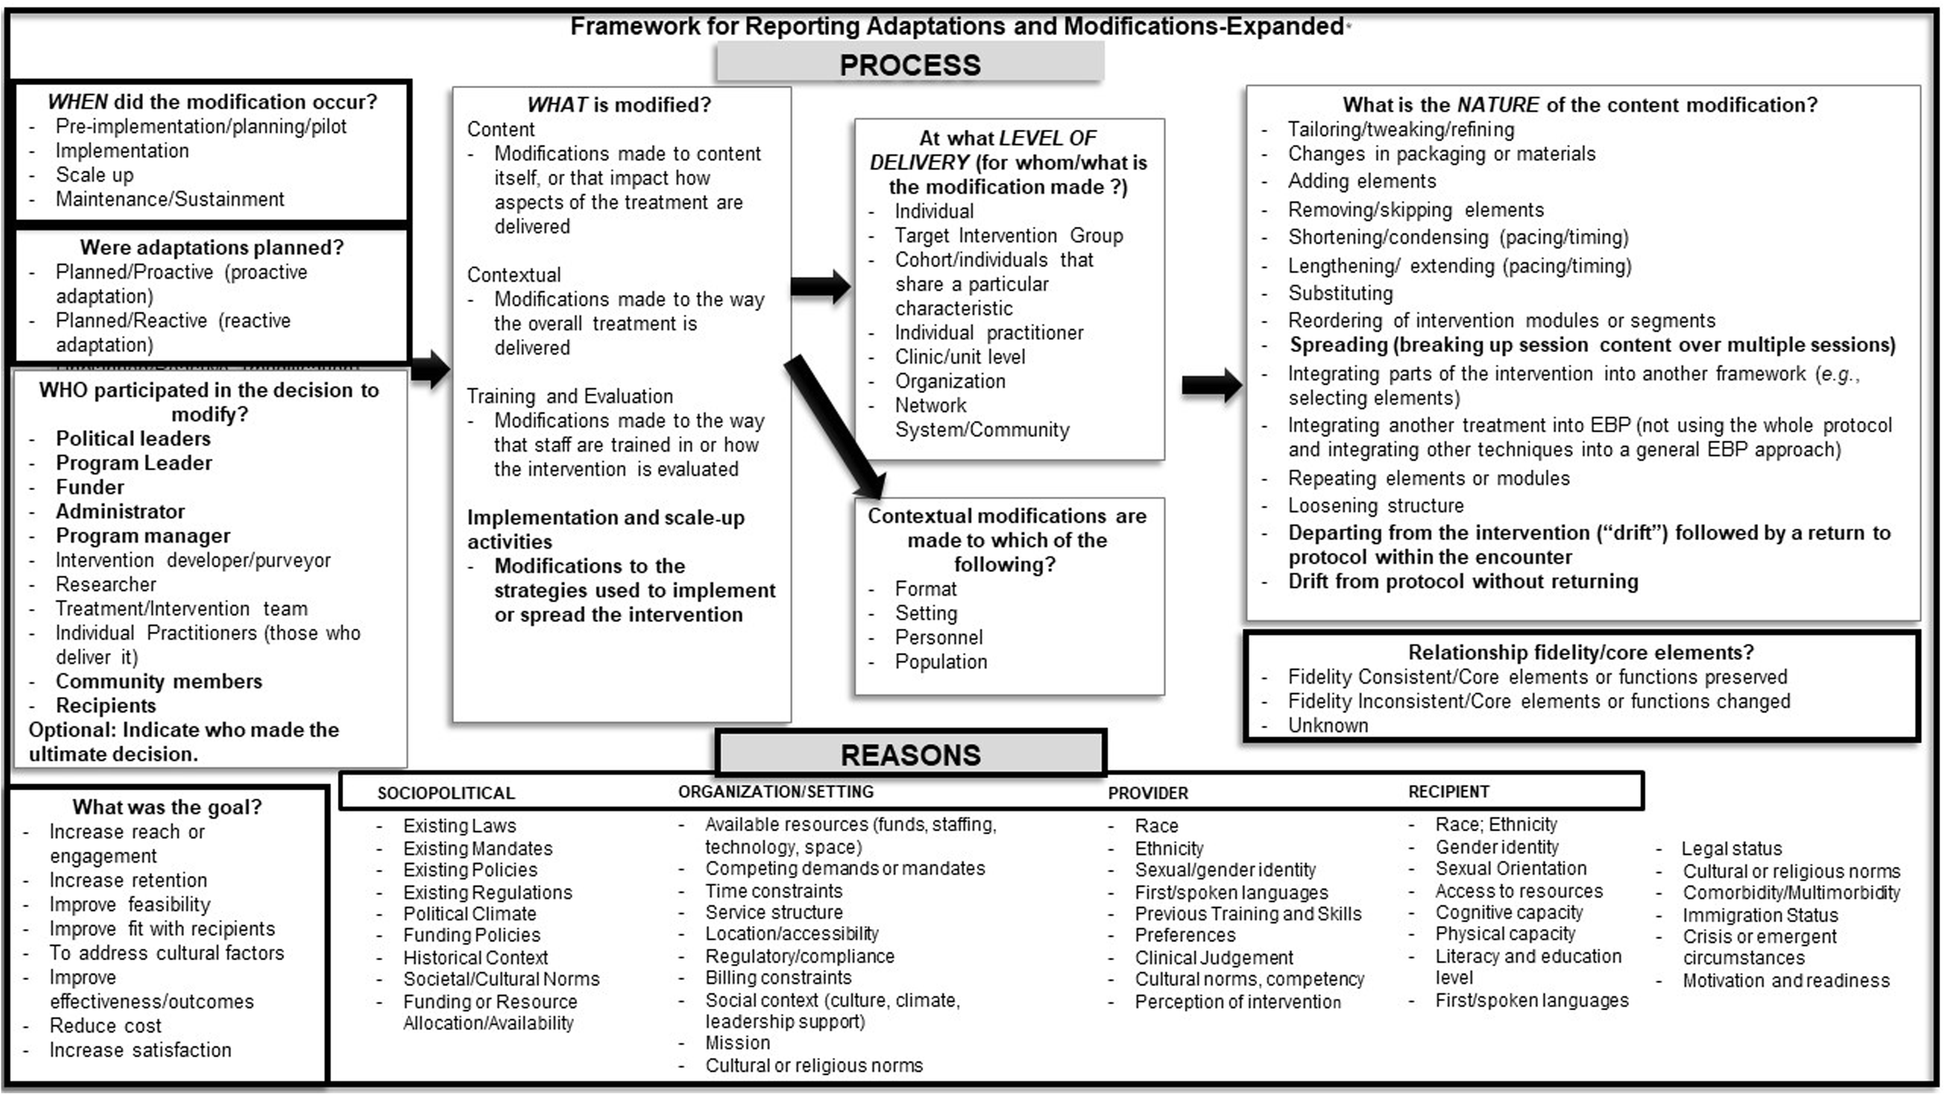 Framework for Reporting Adaptations and Modifications-Expanded*
PROCESS
WHEN did the modification occur?
- Pre-implementation/planning/pilot
- Implementation
- Scale up
- Maintenance/Sustainment
Were adaptations planned?
- Planned/Proactive (proactive
adaptation)
- Planned/Reactive (reactive
adaptation)
WHO participated in the decision to
modify?
- Political leaders
- Program Leader
- Funder
- Administrator
- Program manager
- Intervention developer/purveyor
- Researcher
- Treatment/Intervention team
- Individual Practitioners (those who
deliver it)
- Community members
- Recipients
Optional: Indicate who made the
ultimate decision.
WHAT is modified?
Content
- Modifications made to content
itself, or that impact how
aspects of the treatment are
delivered
Contextual
- Modifications made to the way
the overall treatment is
delivered
Training and Evaluation
- Modifications made to the way
that staff are trained in or how
the intervention is evaluated
Implementation and scale-up
activities
- Modifications to the
strategies used to implement
or spread the intervention
At what LEVEL OF
DELIVERY (for whom/what is
the modification made ?)
- Individual
- Target Intervention Group
- Cohort/individuals that
share a particular
characteristic
- Individual practitioner
- Clinic/unit level
- Organization
- Network
System/Community
Contextual modifications are
made to which of the
following?
- Format
- Setting
- Personnel
- Population
What is the NATURE of the content modification?
- Tailoring/tweaking/refining
- Changes in packaging or materials
- Adding elements
- Removing/skipping elements
- Shortening/condensing (pacing/timing)
- Lengthening/ extending (pacing/timing)
- Substituting
- Reordering of intervention modules or segments
- Spreading (breaking up session content over multiple sessions)
- Integrating parts of the intervention into another framework (e.g.,
selecting elements)
- Integrating another treatment into EBP (not using the whole protocol
and integrating other techniques into a general EBP approach)
- Repeating elements or modules
- Loosening structure
- Departing from the intervention (“drift”) followed by a return to
protocol within the encounter
- Drift from protocol without returning
Relationship fidelity/core elements?
- Fidelity Consistent/Core elements or functions preserved
- Fidelity Inconsistent/Core elements or functions changed
- Unknown
REASONS
What was the goal?
- Increase reach or
engagement
- Increase retention
- Improve feasibility
- Improve fit with recipients
- To address cultural factors
- Improve
effectiveness/outcomes
- Reduce cost
- Increase satisfaction
SOCIOPOLITICAL
- Existing Laws
- Existing Mandates
- Existing Policies
- Existing Regulations
- Political Climate
- Funding Policies
- Historical Context
- Societal/Cultural Norms
- Funding or Resource
Allocation/Availability
ORGANIZATION/SETTING
- Available resources (funds, staffing,
technology, space)
- Competing demands or mandates
- Time constraints
- Service structure
- Location/accessibility
- Regulatory/compliance
- Billing constraints
- Social context (culture, climate,
leadership support)
- Mission
- Cultural or religious norms
PROVIDER
- Race
- Ethnicity
- Sexual/gender identity
- First/spoken languages
- Previous Training and Skills
- Preferences
- Clinical Judgement
- Cultural norms, competency
- Perception of intervention
RECIPIENT
- Race; Ethnicity
- Gender identity
- Sexual Orientation
- Access to resources
- Cognitive capacity
- Physical capacity
- Literacy and education
level
- First/spoken languages
- Legal status
- Cultural or religious norms
- Comorbidity/Multimorbidity
- Immigration Status
- Crisis or emergent
circumstances
- Motivation and readiness